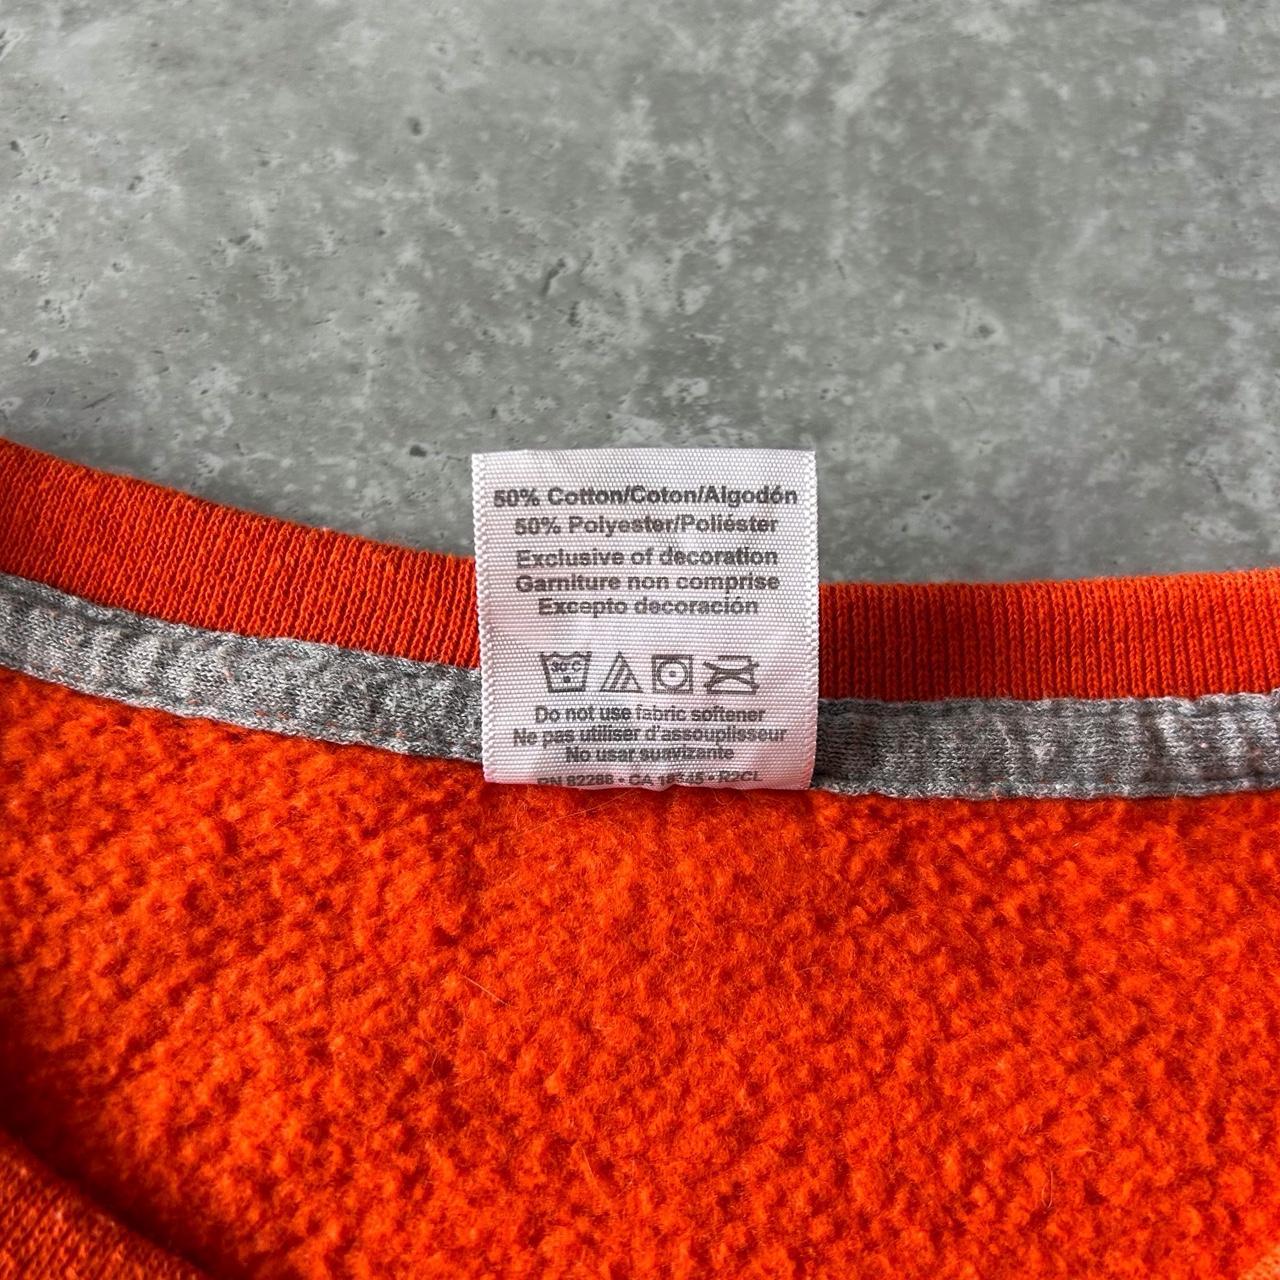 50% Cotton/Coton/Algodón
50% Polyester/Poliéster
Exclusive of decoration
Garniture non comprise
Excepto decoración
30°C
Do not use fabric softener
Ne pas utiliser d'assouplisseur
No usar suavizante
RN 82288 • CA • R2CL